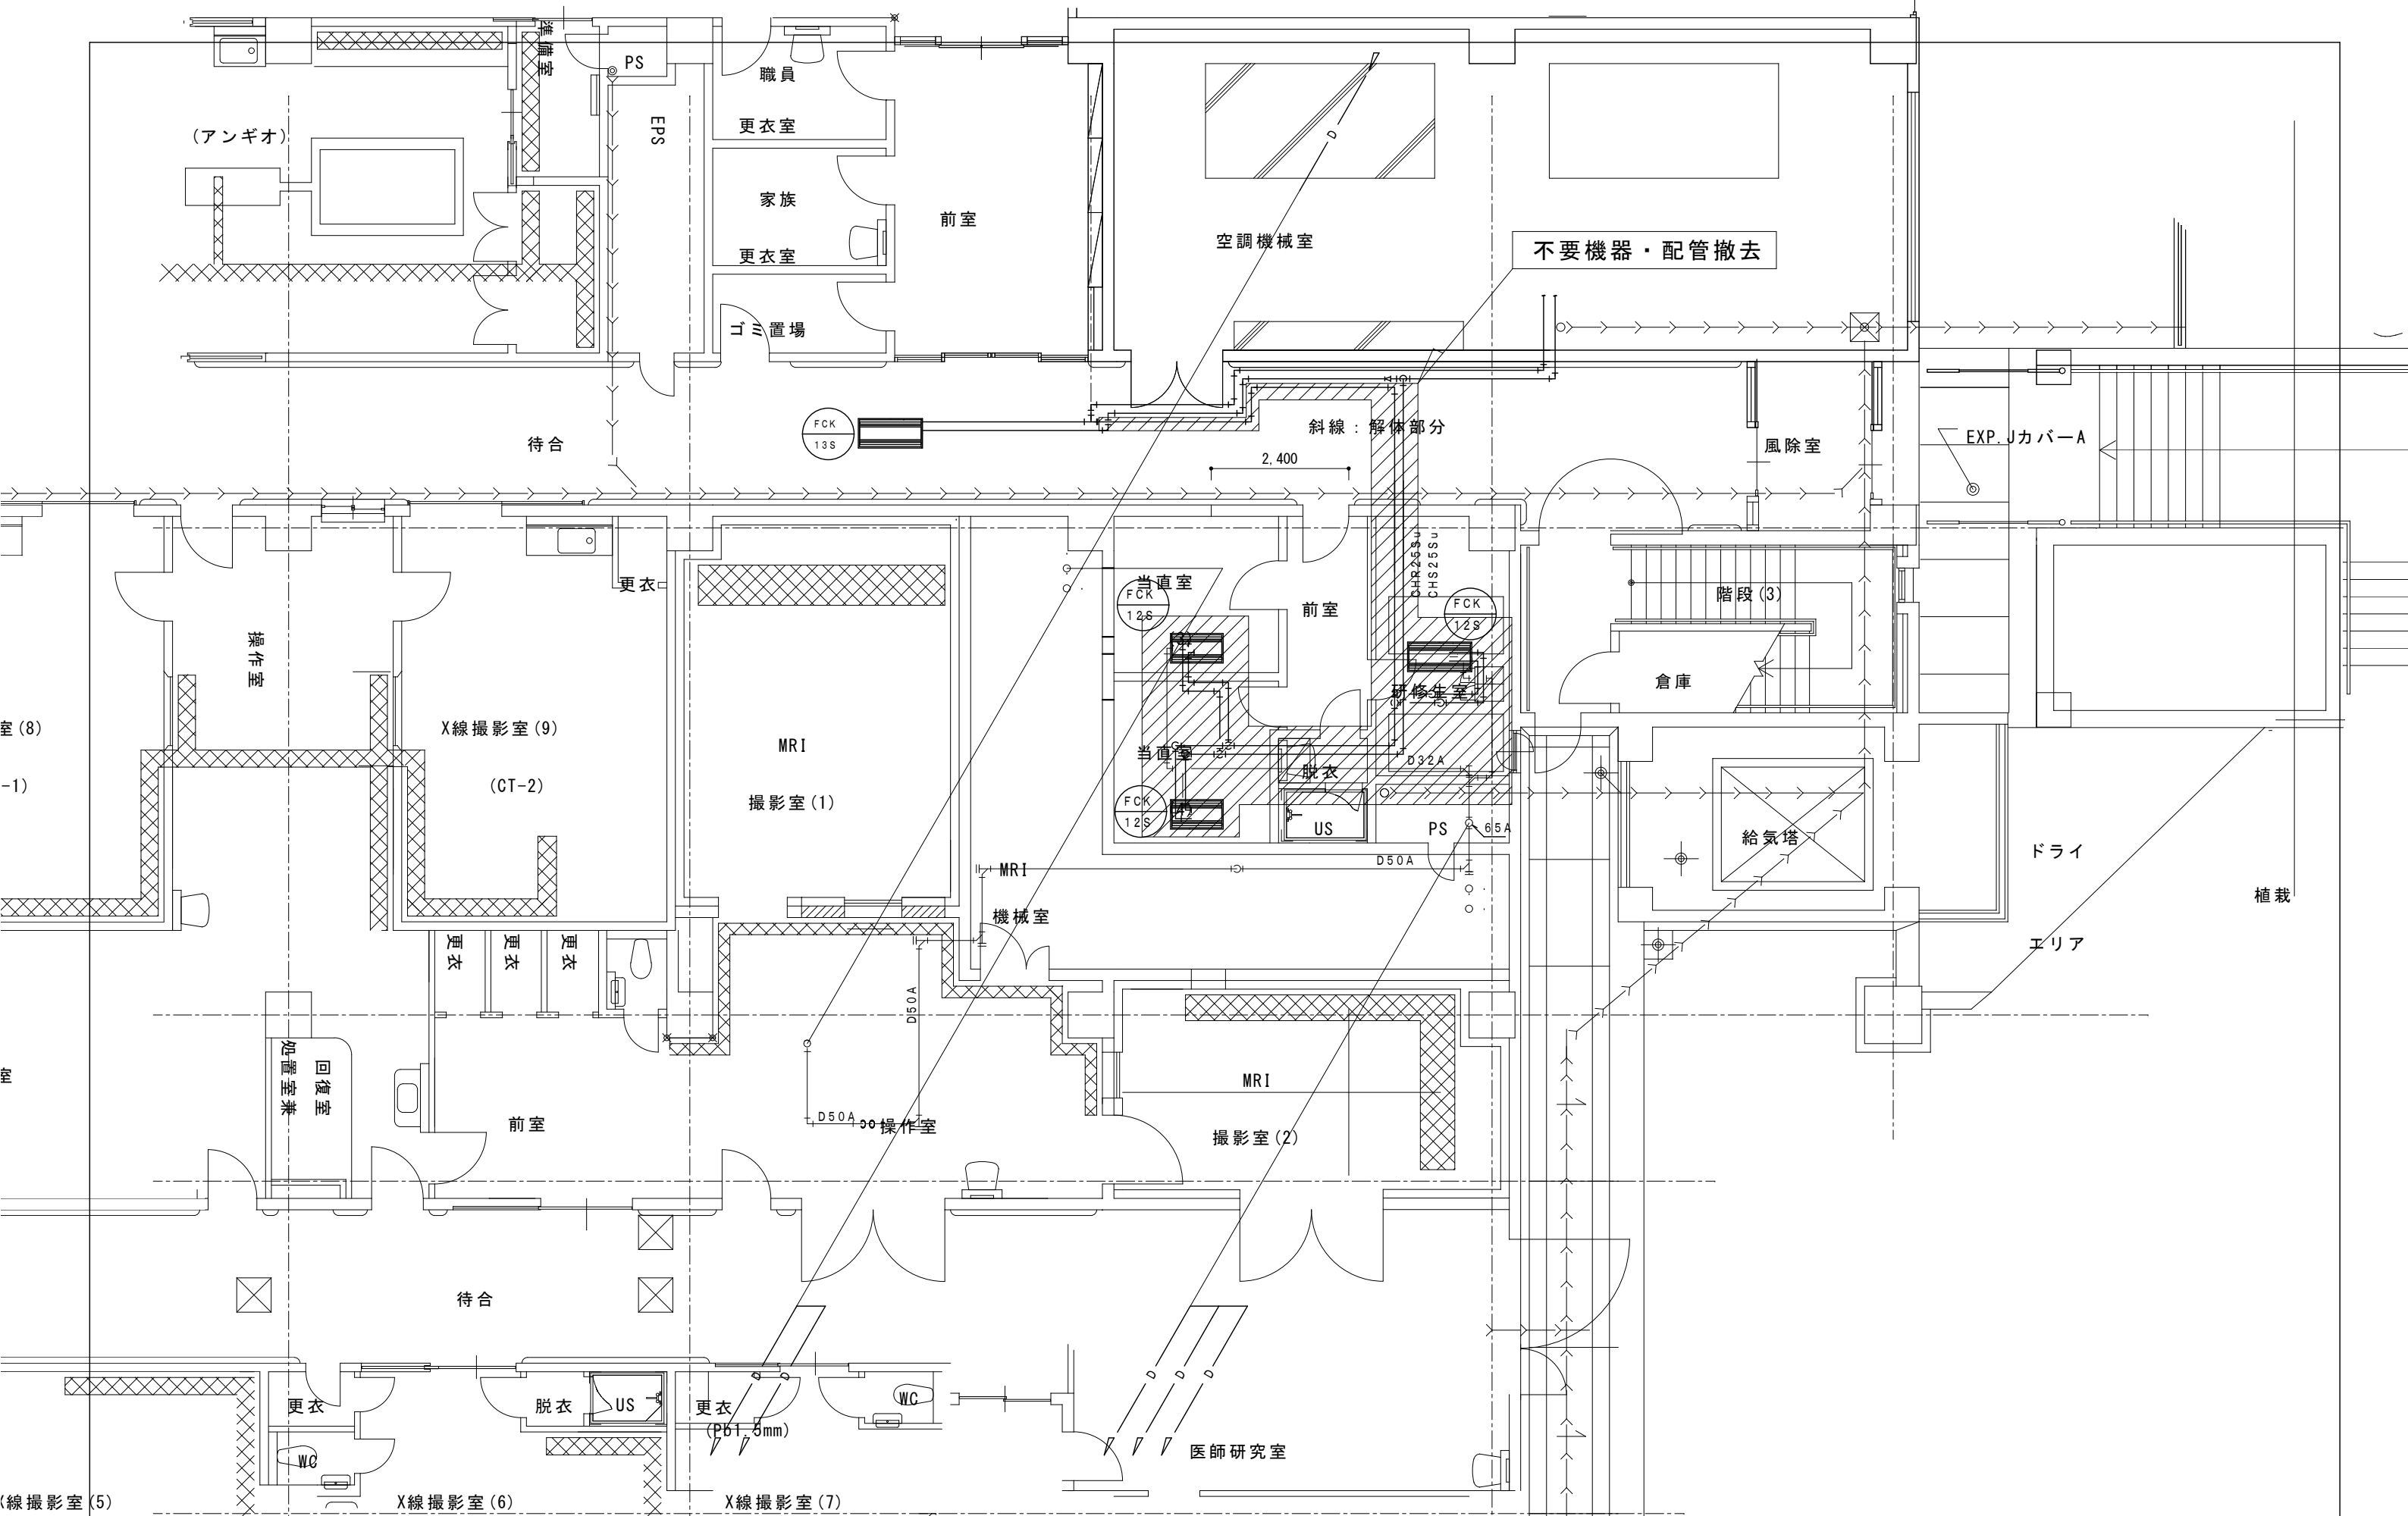 準備室
PS
職員
(アンギオ)
更衣室
EPS
家族
前室
更衣室
空調機械室
不要機器・配管撤去
ゴミ置場
FCK
13S
待合
斜線：解体部分
2,400
風除室
EXP.Jカバー A
CHR25Su
CHS25Su
当直室
FCK
12S
前室
FCK
12S
更衣
階段(3)
操作室
倉庫
研修生室
室(8)
X線撮影室(9)
MRI
当直室
脱衣
D32A
-1)
(CT-2)
撮影室(1)
FCK
12S
US
PS
65A
給気塔
ドライ
D50A
MRI
植栽
機械室
エリア
更衣
更衣
更衣
D50A
処置室兼
回復室
室
MRI
前室
D50A
操作室
撮影室(2)
待合
D
D
D
D
D
D
更衣
脱衣
US
更衣
WC
(Pb1.5mm)
医師研究室
WC
X線撮影室(5)
X線撮影室(6)
X線撮影室(7)